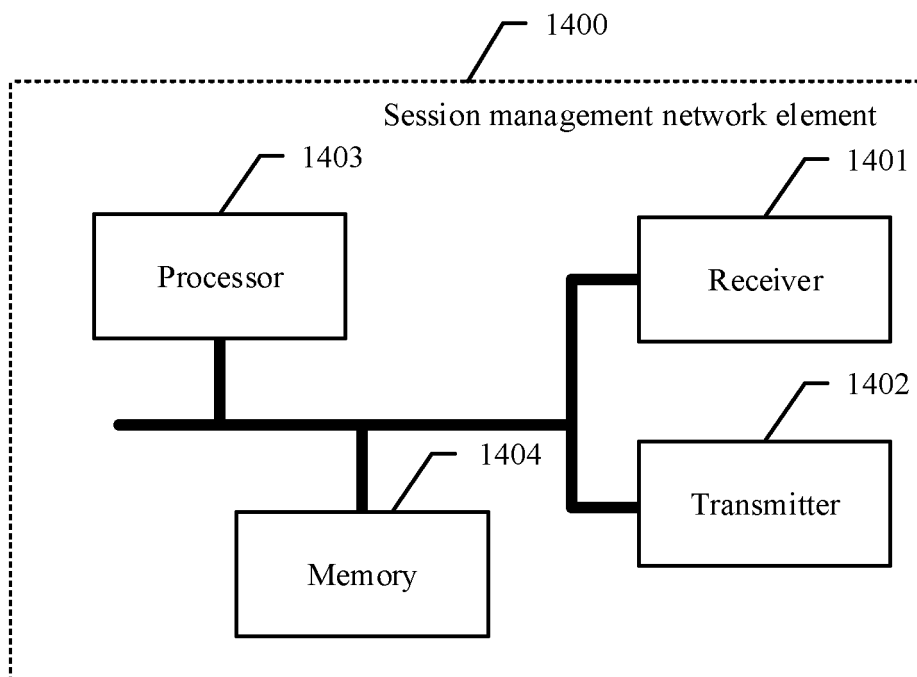 1400
Session management network element
1403
1401
Processor
Receiver
1402
1404
Transmitter
Memory